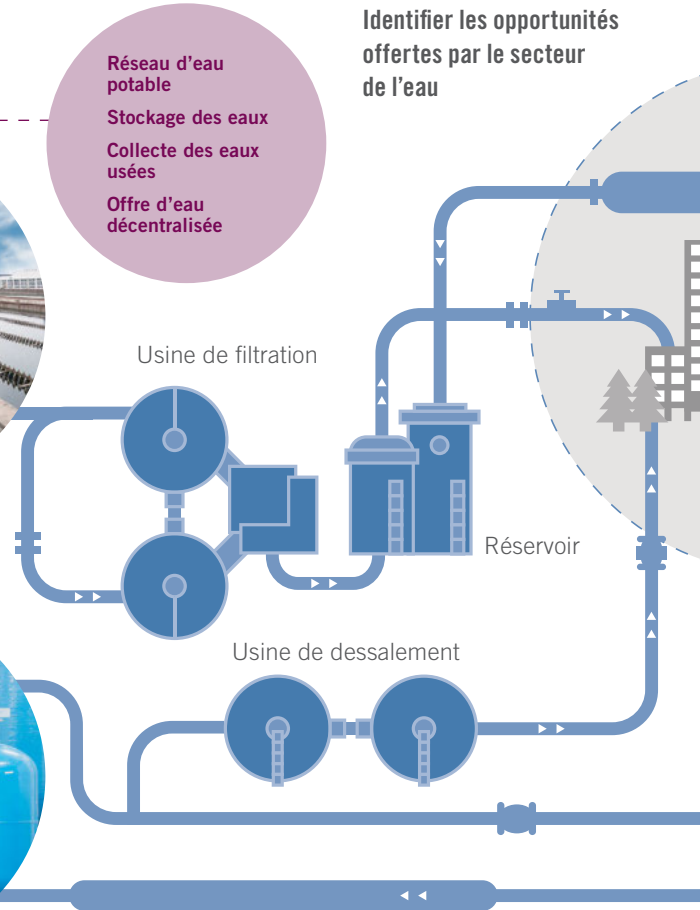 Identifier les opportunités
offertes par le secteur
de l’eau
Réseau d’eau
potable
Stockage des eaux
Collecte des eaux
usées
Offre d’eau
décentralisée
Usine de filtration
Réservoir
Usine de dessalement